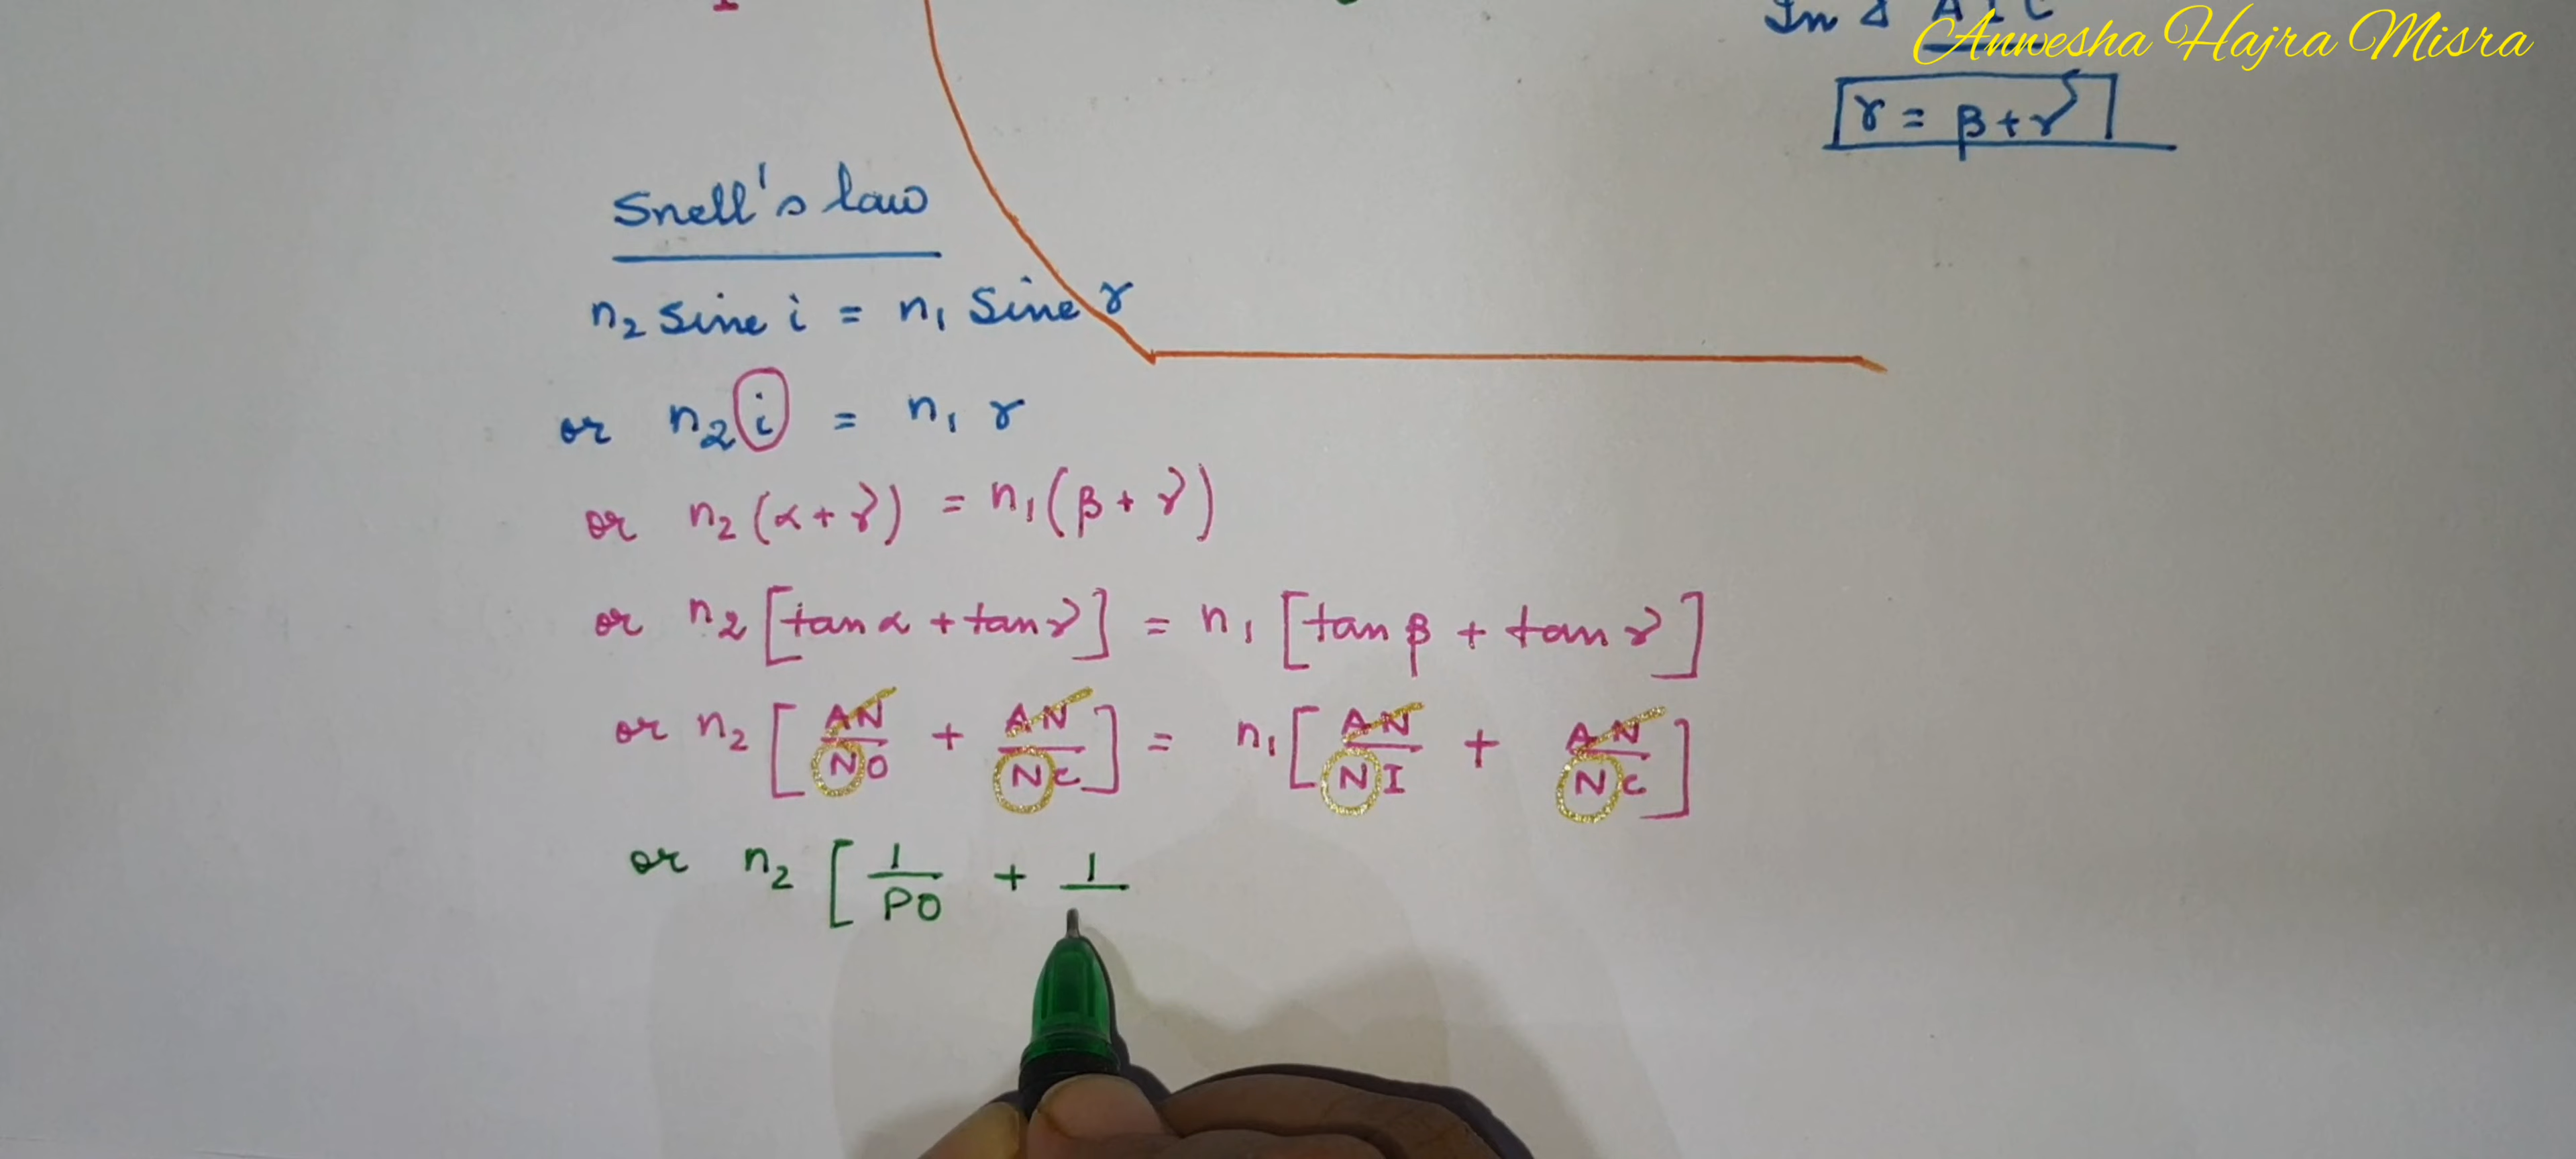 In Δ AIC
Anwesha Hajra Misra
r = β + γ
Snell's law
n₂ Sine i = n₁ Sine r
or n₂ i = n₁ r
or n₂ (α + γ) = n₁ (β + γ)
or n₂ [tan α + tan γ] = n₁ [tan β + tan γ]
or n₂ [AN/NO + AN/NC] = n₁ [AN/NI + AN/NC]
or n₂ [1/PO + 1/